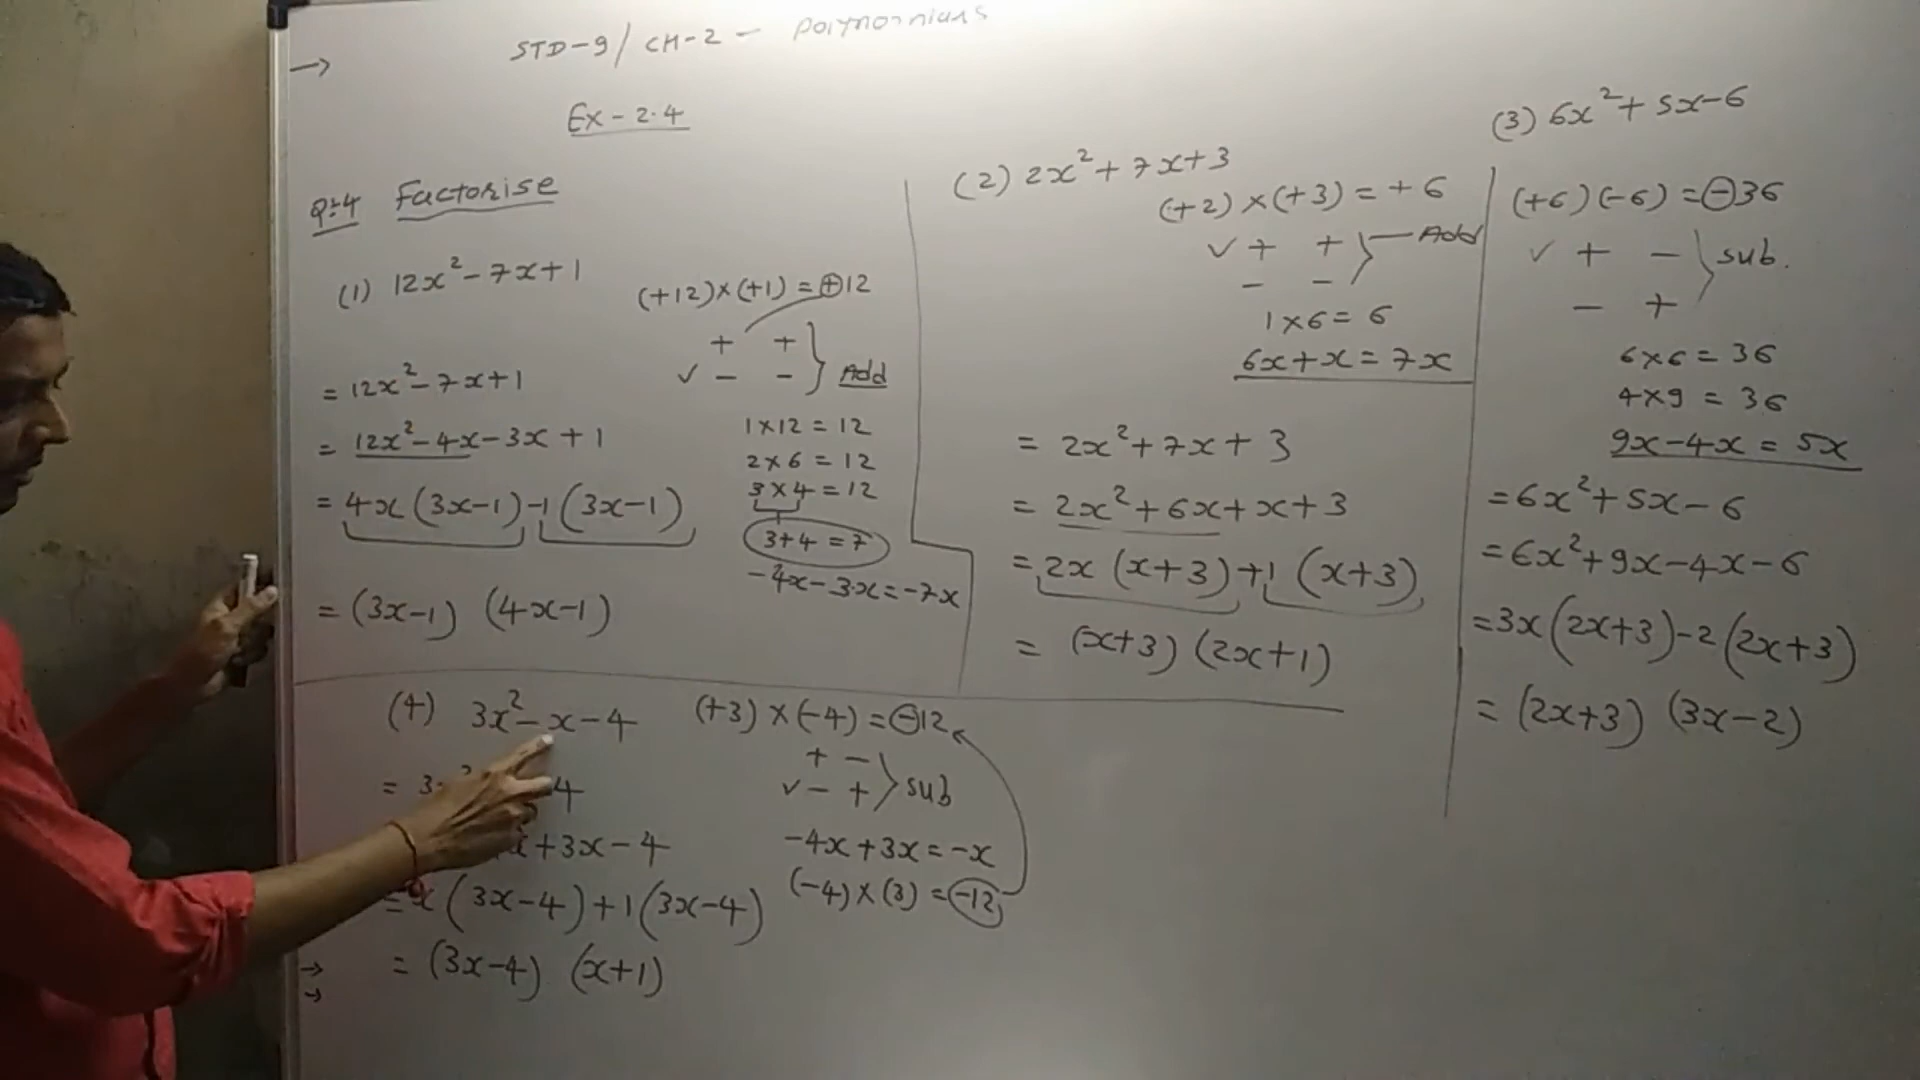 → STD-9/ CH-2 - Polynomials
Ex-2.4
Q:4 Factorise
(1) 12x²-7x+1
(+12)×(+1) = ⊕12
+ +
✓ - - } Add
= 12x²-7x+1
1×12 = 12
= 12x²-4x-3x+1
2×6 = 12
3×4 = 12
= 4x(3x-1)-1(3x-1)
3+4 = 7
-4x-3x=-7x
= (3x-1) (4x-1)
(2) 2x²+7x+3
(+2)×(+3) = +6
✓ + + } Add
- -
1×6 = 6
6x+x = 7x
= 2x²+7x+3
= 2x²+6x+x+3
= 2x(x+3)+1(x+3)
= (x+3) (2x+1)
(3) 6x²+5x-6
(+6)(-6) = ⊖36
✓ + - } sub.
- +
6×6 = 36
4×9 = 36
9x-4x = 5x
= 6x²+5x-6
= 6x²+9x-4x-6
= 3x(2x+3)-2(2x+3)
= (2x+3) (3x-2)
(4) 3x²-x-4
(+3)×(-4) = ⊖12
+ -
✓ - + } sub
= 3 4
+3x-4
-4x+3x=-x
(-4)×(3) = -12
= x(3x-4)+1(3x-4)
→ = (3x-4) (x+1)
→